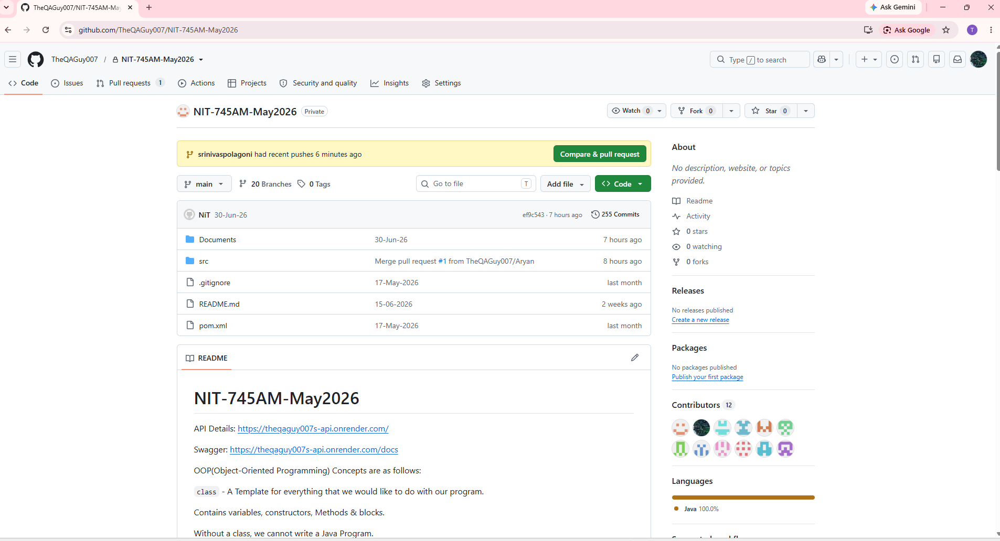 TheQAGuy007/NIT-745AM-May
Ask Gemini
github.com/TheQAGuy007/NIT-745AM-May2026
Ask Google
T
TheQAGuy007 / NIT-745AM-May2026
Type / to search
Code
Issues
Pull requests 1
Actions
Projects
Security and quality
Insights
Settings
NIT-745AM-May2026 Private
Watch 0
Fork 0
Star 0
srinivaspolagoni had recent pushes 6 minutes ago
Compare & pull request
main
20 Branches
0 Tags
Go to file T
Add file
Code
NiT 30-Jun-26
ef9c543 · 7 hours ago
255 Commits
Documents 30-Jun-26 7 hours ago
src Merge pull request #1 from TheQAGuy007/Aryan 8 hours ago
.gitignore 17-May-2026 last month
README.md 15-06-2026 2 weeks ago
pom.xml 17-May-2026 last month
README
NIT-745AM-May2026
API Details: https://theqaguy007s-api.onrender.com/
Swagger: https://theqaguy007s-api.onrender.com/docs
OOP(Object-Oriented Programming) Concepts are as follows:
class - A Template for everything that we would like to do with our program.
Contains variables, constructors, Methods & blocks.
Without a class, we cannot write a Java Program.
About
No description, website, or topics
provided.
Readme
Activity
0 stars
0 watching
0 forks
Releases
No releases published
Create a new release
Packages
No packages published
Publish your first package
Contributors 12
Languages
Java 100.0%